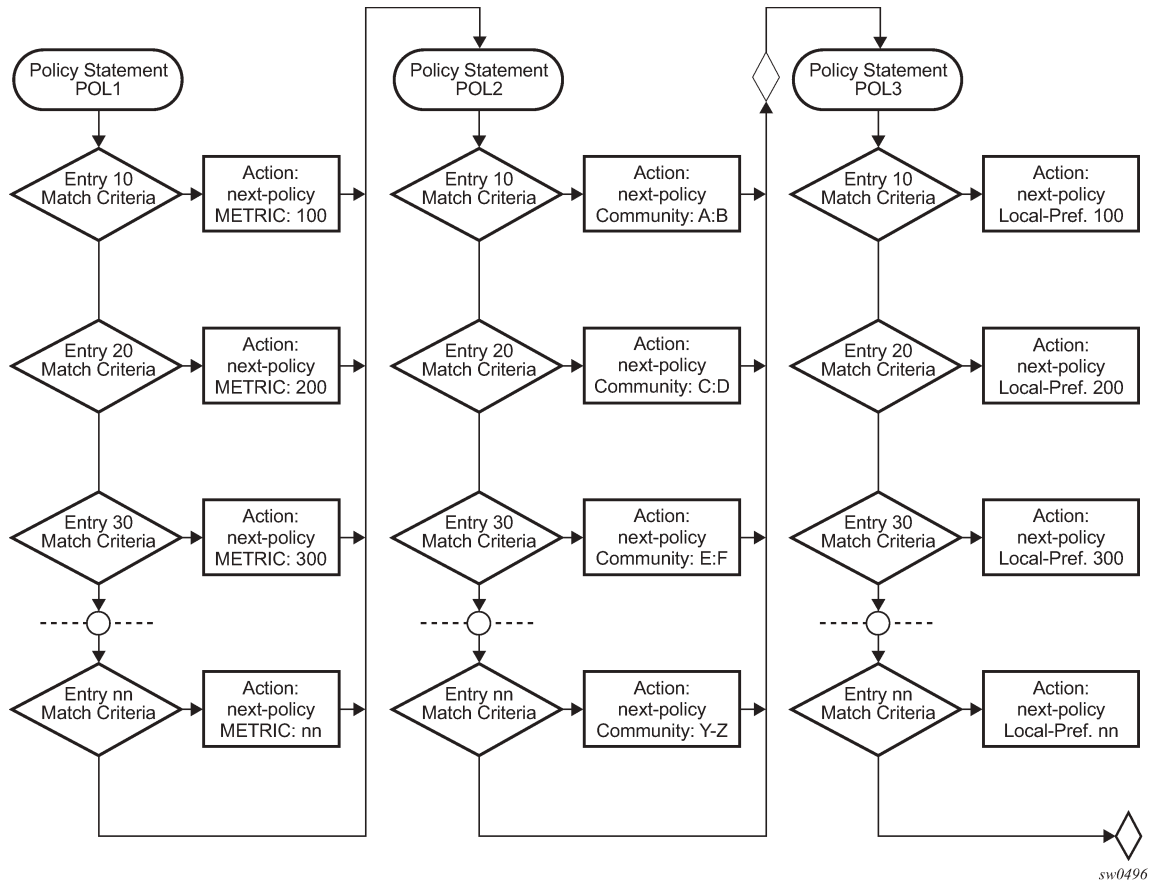 Policy Statement
POL1
Entry 10
Match Criteria
Action:
next-policy
METRIC: 100
Entry 20
Match Criteria
Action:
next-policy
METRIC: 200
Entry 30
Match Criteria
Action:
next-policy
METRIC: 300
Entry nn
Match Criteria
Action:
next-policy
METRIC: nn
Policy Statement
POL2
Entry 10
Match Criteria
Action:
next-policy
Community: A:B
Entry 20
Match Criteria
Action:
next-policy
Community: C:D
Entry 30
Match Criteria
Action:
next-policy
Community: E:F
Entry nn
Match Criteria
Action:
next-policy
Community: Y-Z
Policy Statement
POL3
Entry 10
Match Criteria
Action:
next-policy
Local-Pref. 100
Entry 20
Match Criteria
Action:
next-policy
Local-Pref. 200
Entry 30
Match Criteria
Action:
next-policy
Local-Pref. 300
Entry nn
Match Criteria
Action:
next-policy
Local-Pref. nn
sw0496